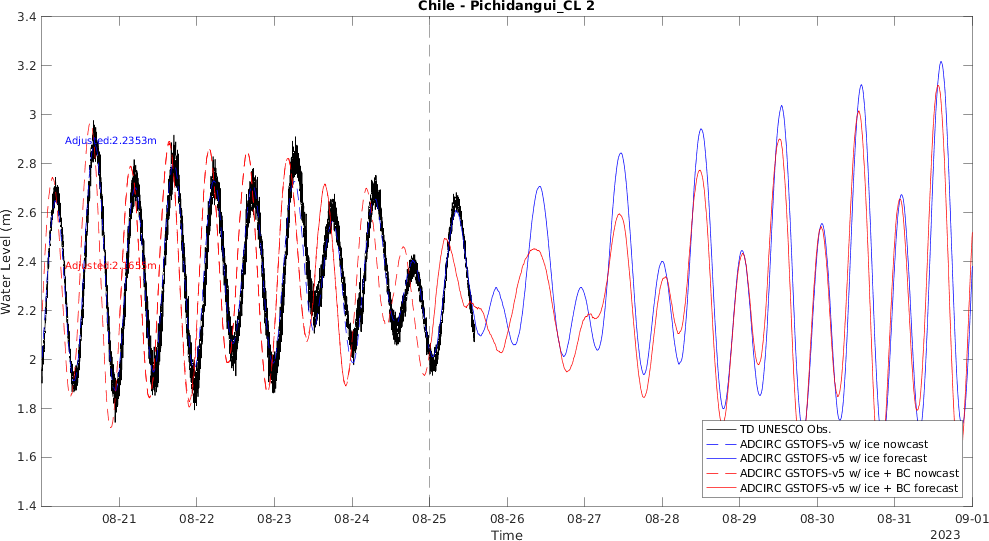 Chile - Pichidangui_CL 2
3.4
3.2
3
2.8
2.6
2.4
2.2
2
1.8
1.6
1.4
Water Level (m)
Adjusted:2.2353m
08-21
08-22
08-23
08-24
08-25
08-26
08-27
08-28
08-29
08-30
08-31
09-01
2023
Time
TD UNESCO Obs.
ADCIRC GSTOFS-v5 w/ ice nowcast
ADCIRC GSTOFS-v5 w/ ice forecast
ADCIRC GSTOFS-v5 w/ ice + BC nowcast
ADCIRC GSTOFS-v5 w/ ice + BC forecast